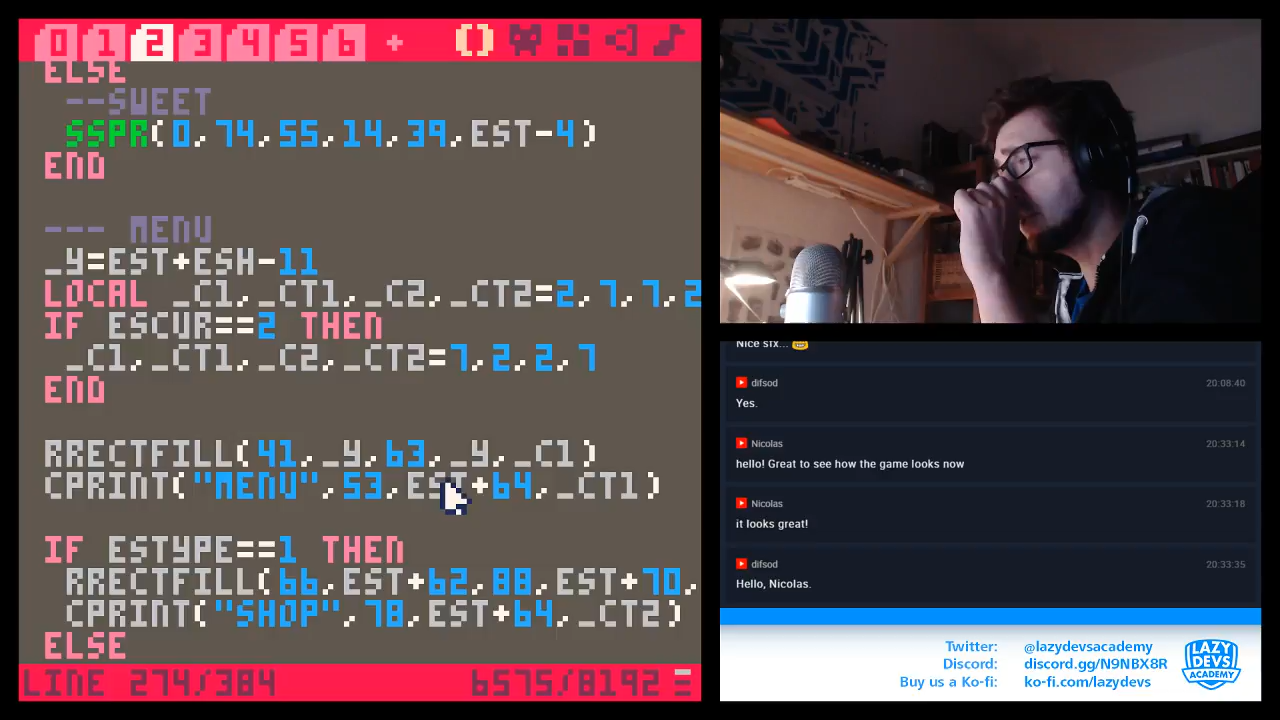 0 1 2 3 4 5 6 +
ELSE
--SWEET
SSPR(0,74,55,14,39,EST-4)
END
--- MENU
_Y=EST+ESH-11
LOCAL _C1,_CT1,_C2,_CT2=2,7,7,2
IF ESCUR==2 THEN
_C1,_CT1,_C2,_CT2=7,2,2,7
END
RRECTFILL(41,_Y,63,_Y,_C1)
CPRINT("MENU",53,EST+64,_CT1)
IF ESTYPE==1 THEN
RRECTFILL(66,EST+62,88,EST+70,
CPRINT("SHOP",78,EST+64,_CT2)
ELSE
LINE 274/384 6575/8192
Nice sfx...
difsod 20:08:40
Yes.
Nicolas 20:33:14
hello! Great to see how the game looks now
Nicolas 20:33:18
it looks great!
difsod 20:33:35
Hello, Nicolas.
Twitter: @lazydevsacademy
Discord: discord.gg/N9NBX8R
Buy us a Ko-fi: ko-fi.com/lazydevs
LAZY
DEVS
ACADEMY